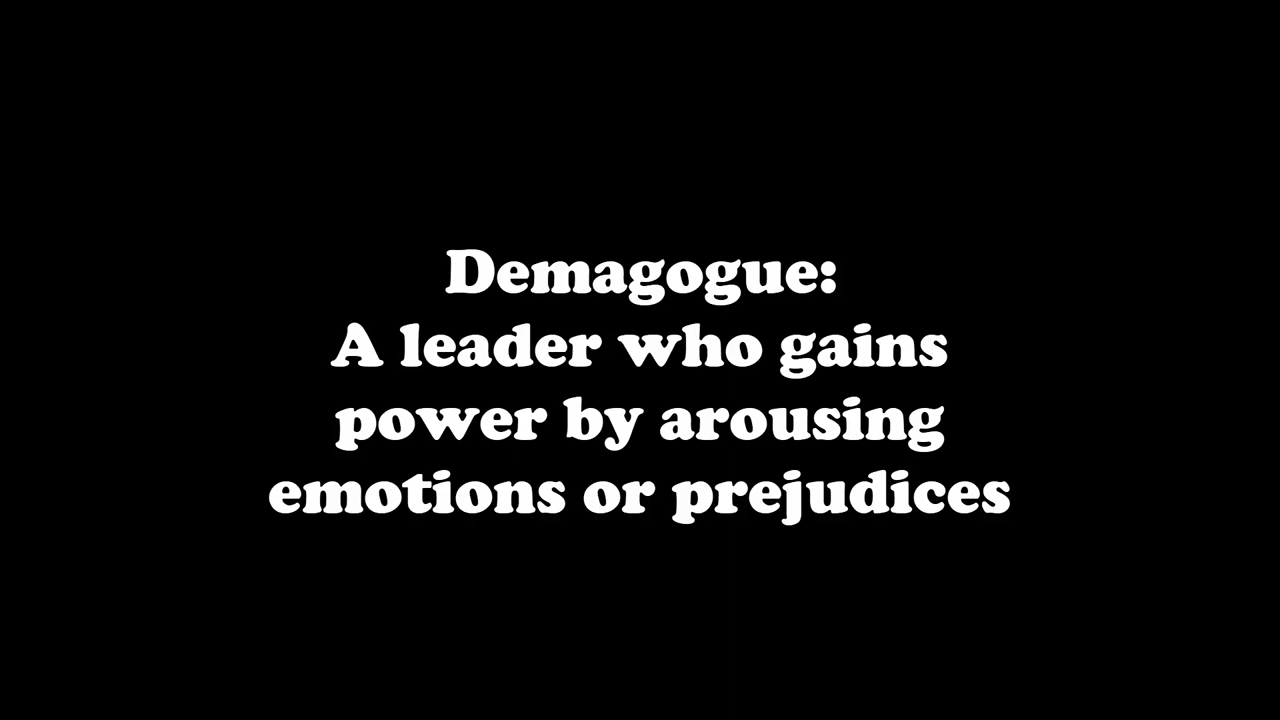 Demagogue:
A leader who gains
power by arousing
emotions or prejudices